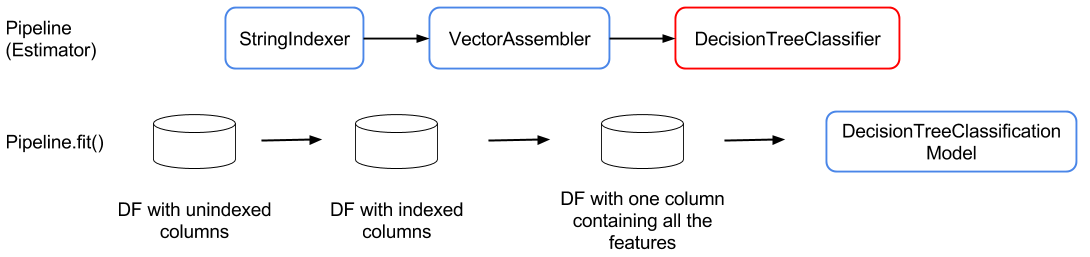 Pipeline
(Estimator)
StringIndexer
VectorAssembler
DecisionTreeClassifier
Pipeline.fit()
DecisionTreeClassification
Model
DF with unindexed
columns
DF with indexed
columns
DF with one column
containing all the
features